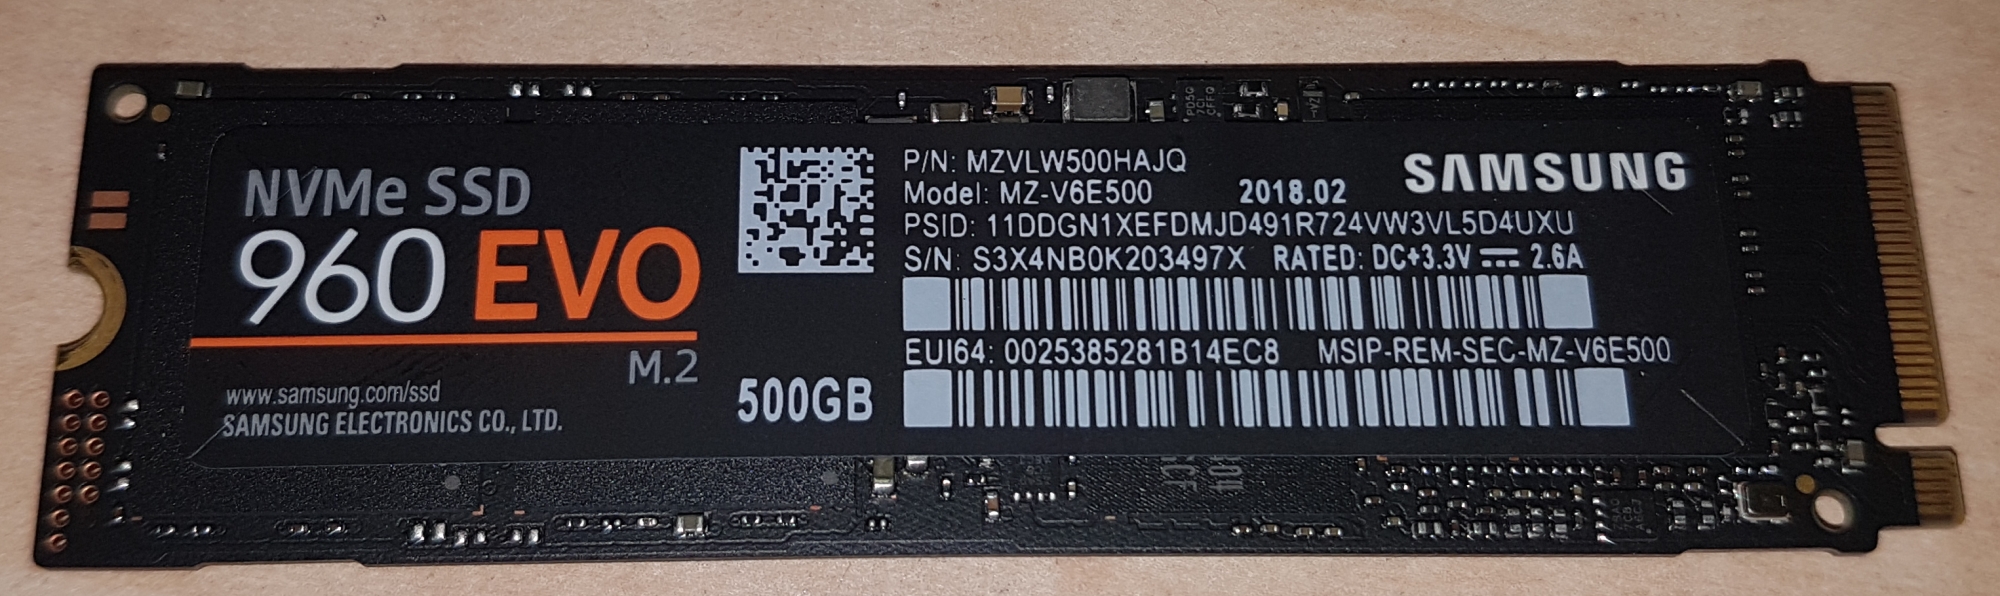 NVMe SSD
960 EVO
M.2
www.samsung.com/ssd
SAMSUNG ELECTRONICS CO., LTD.
500GB
P/N: MZVLW500HAJQ
Model: MZ-V6E500 2018.02
SAMSUNG
PSID: 11DDGN1XEFDMJD491R724VW3VL5D4UXU
S/N: S3X4NB0K203497X RATED: DC+3.3V ⎓ 2.6A
EUI64: 0025385281B14EC8 MSIP-REM-SEC-MZ-V6E500